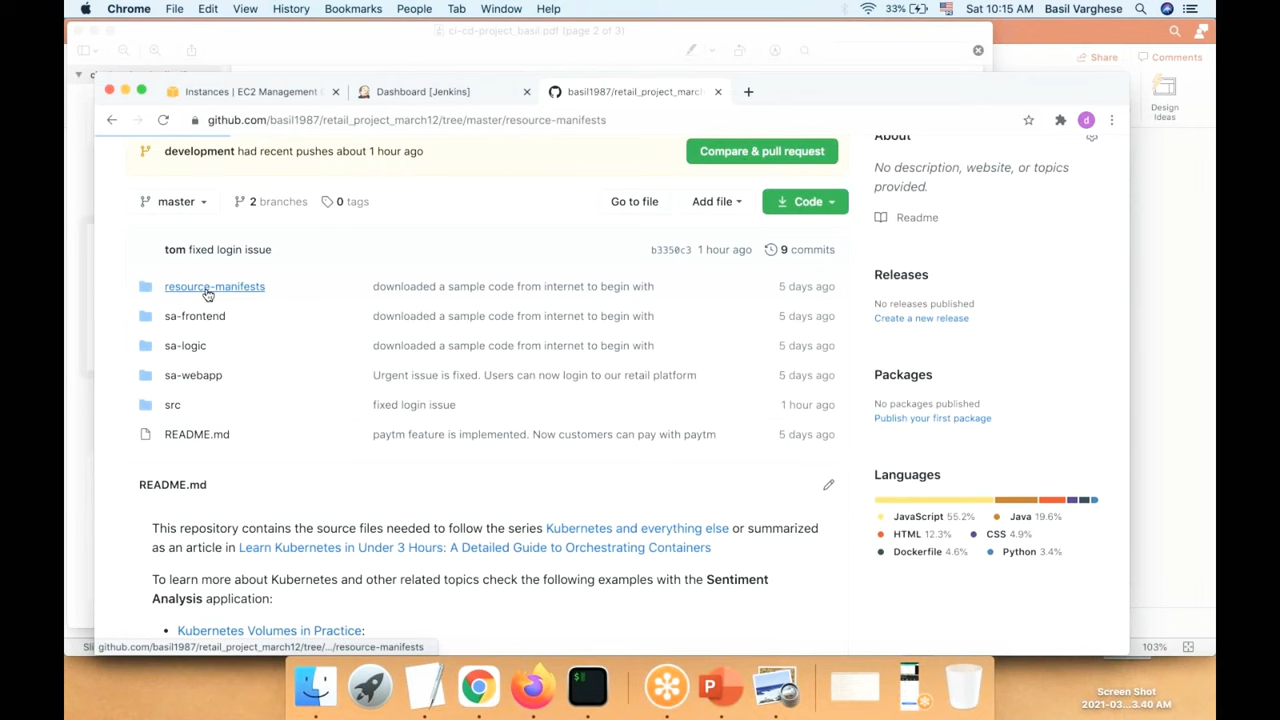 Chrome File Edit View History Bookmarks People Tab Window Help 33% Sat 10:15 AM Basil Varghese
ci-cd-project_basil.pdf (page 2 of 3)
Share Comments
Design
Ideas
Instances | EC2 Management Dashboard [Jenkins] basil1987/retail_project_march
github.com/basil1987/retail_project_march12/tree/master/resource-manifests d
development had recent pushes about 1 hour ago Compare & pull request
master 2 branches 0 tags Go to file Add file Code
tom fixed login issue b3350c3 1 hour ago 9 commits
resource-manifests downloaded a sample code from internet to begin with 5 days ago
sa-frontend downloaded a sample code from internet to begin with 5 days ago
sa-logic downloaded a sample code from internet to begin with 5 days ago
sa-webapp Urgent issue is fixed. Users can now login to our retail platform 5 days ago
src fixed login issue 1 hour ago
README.md paytm feature is implemented. Now customers can pay with paytm 5 days ago
README.md
This repository contains the source files needed to follow the series Kubernetes and everything else or summarized
as an article in Learn Kubernetes in Under 3 Hours: A Detailed Guide to Orchestrating Containers
To learn more about Kubernetes and other related topics check the following examples with the Sentiment
Analysis application:
Kubernetes Volumes in Practice:
About
No description, website, or topics
provided.
Readme
Releases
No releases published
Create a new release
Packages
No packages published
Publish your first package
Languages
JavaScript 55.2% Java 19.6%
HTML 12.3% CSS 4.9%
Dockerfile 4.6% Python 3.4%
github.com/basil1987/retail_project_march12/tree/.../resource-manifests
103%
Screen Shot
2021-03...3.40 AM